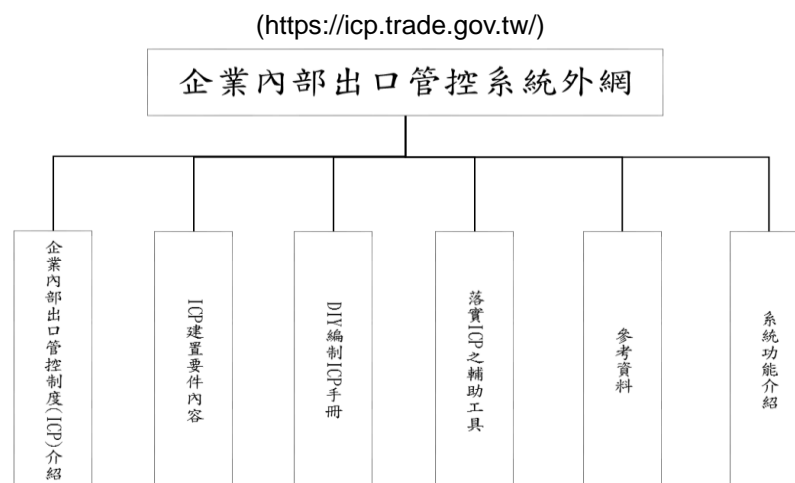 (https://icp.trade.gov.tw/)
企業內部出口管控系統外網
企業內部出口管控制度(ICP)介紹
ICP建置要件內容
DIY編制ICP手冊
落實ICP之輔助工具
參考資料
系統功能介紹